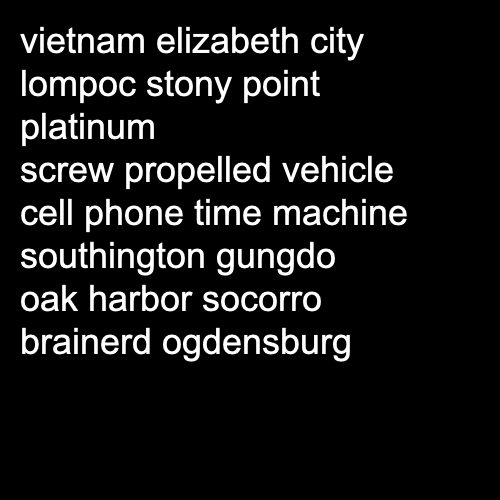 vietnam elizabeth city
lompoc stony point
platinum
screw propelled vehicle
cell phone time machine
southington gungdo
oak harbor socorro
brainerd ogdensburg